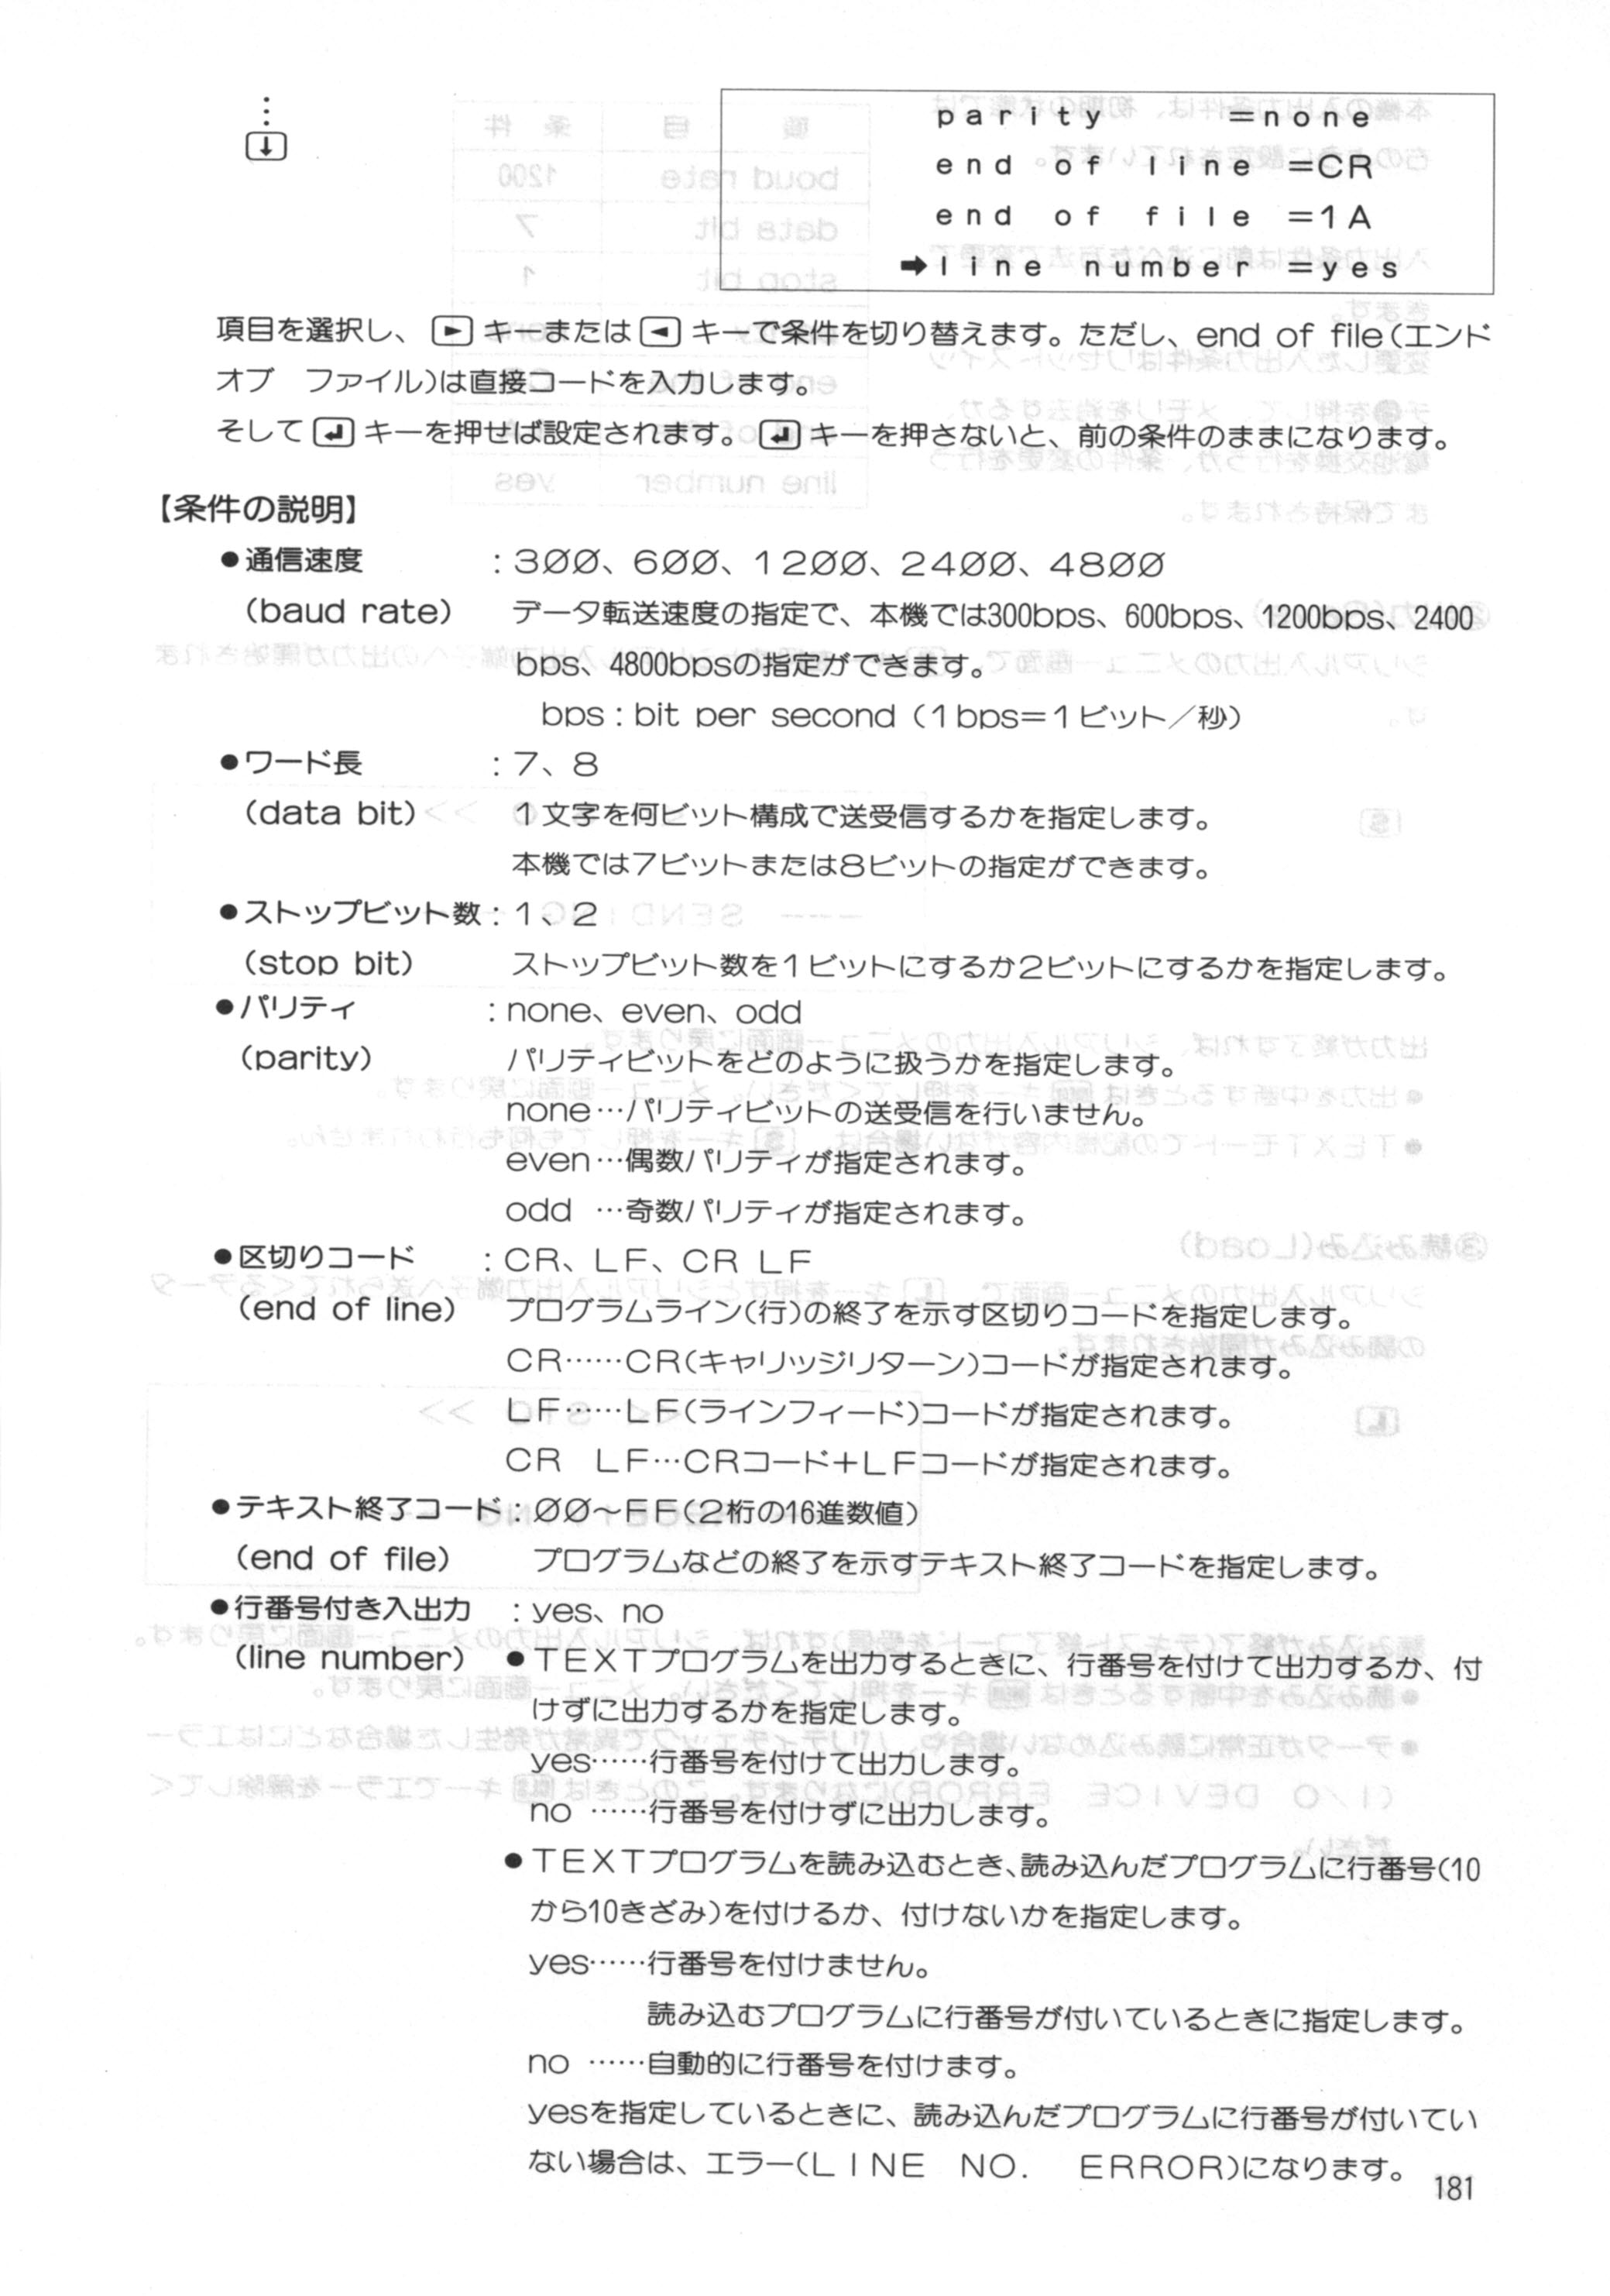 ⋮
↓
parity =none
end of line =CR
end of file =1A
➡line number =yes
項目を選択し、▶キーまたは◀キーで条件を切り替えます。ただし、end of file(エンド
オブ ファイル)は直接コードを入力します。
そして↵キーを押せば設定されます。↵キーを押さないと、前の条件のままになります。
【条件の説明】
●通信速度 :3ØØ、6ØØ、12ØØ、24ØØ、48ØØ
(baud rate) データ転送速度の指定で、本機では300bps、600bps、1200bps、2400
bps、4800bpsの指定ができます。
bps:bit per second(1bps=1ビット/秒)
●ワード長 :7、8
(data bit) 1文字を何ビット構成で送受信するかを指定します。
本機では7ビットまたは8ビットの指定ができます。
●ストップビット数:1、2
(stop bit) ストップビット数を1ビットにするか2ビットにするかを指定します。
●パリティ :none、even、odd
(parity) パリティビットをどのように扱うかを指定します。
none…パリティビットの送受信を行いません。
even…偶数パリティが指定されます。
odd …奇数パリティが指定されます。
●区切りコード :CR、LF、CR LF
(end of line) プログラムライン(行)の終了を示す区切りコードを指定します。
CR……CR(キャリッジリターン)コードが指定されます。
LF……LF(ラインフィード)コードが指定されます。
CR LF…CRコード+LFコードが指定されます。
●テキスト終了コード:ØØ~FF(2桁の16進数値)
(end of file) プログラムなどの終了を示すテキスト終了コードを指定します。
●行番号付き入出力 :yes、no
(line number) ●TEXTプログラムを出力するときに、行番号を付けて出力するか、付
けずに出力するかを指定します。
yes……行番号を付けて出力します。
no ……行番号を付けずに出力します。
●TEXTプログラムを読み込むとき、読み込んだプログラムに行番号(10
から10きざみ)を付けるか、付けないかを指定します。
yes……行番号を付けません。
読み込むプログラムに行番号が付いているときに指定します。
no ……自動的に行番号を付けます。
yesを指定しているときに、読み込んだプログラムに行番号が付いてい
ない場合は、エラー(LINE NO. ERROR)になります。
181